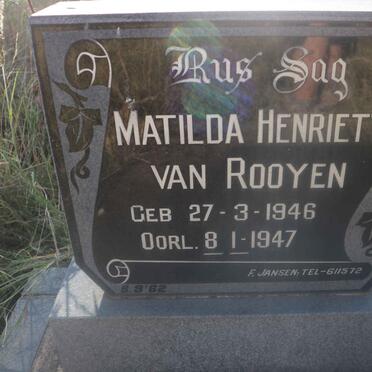 Rus Sag
MATILDA HENRIET
VAN ROOYEN
GEB 27-3-1946
OORL. 8-1-1947
F. JANSEN, TEL-611572